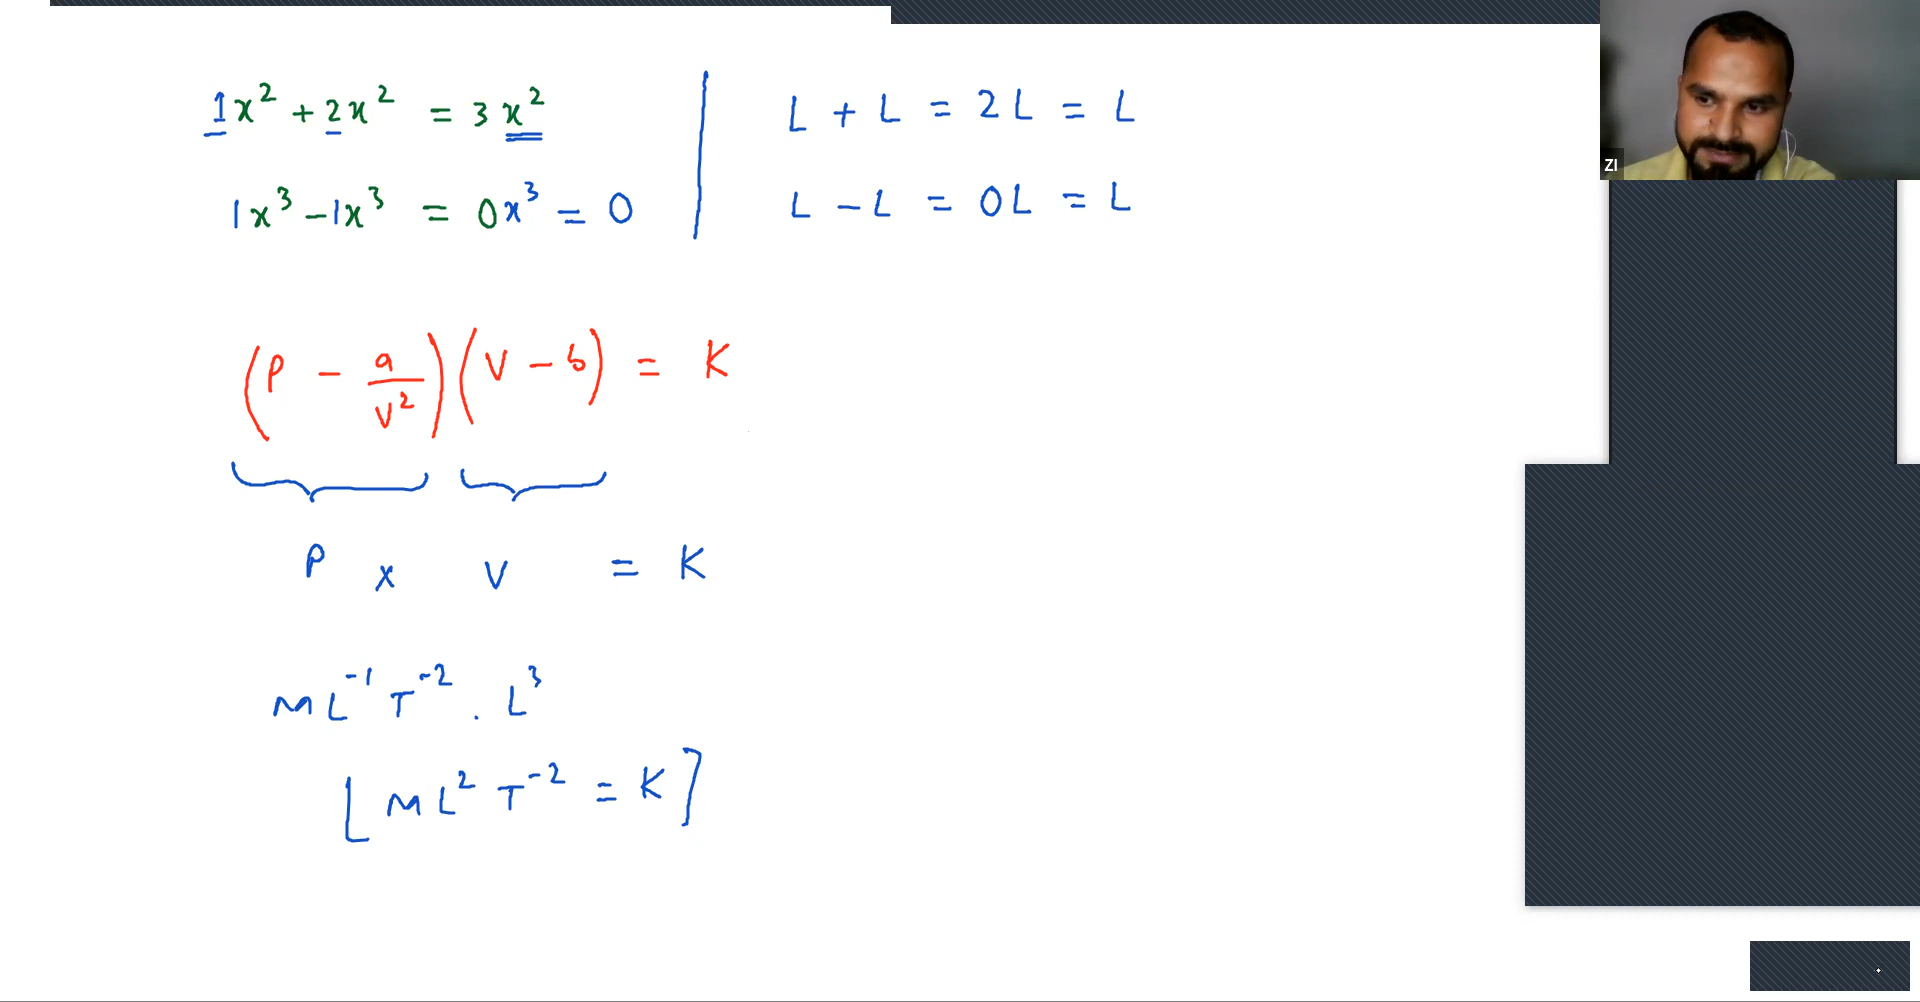 1x² + 2x² = 3x²
1x³ - 1x³ = 0x³ = 0
L + L = 2L = L
L - L = 0L = L
(P - a/V²)(V - b) = K
P x V = K
ML⁻¹T⁻² . L³
[ML²T⁻² = K]
ZI